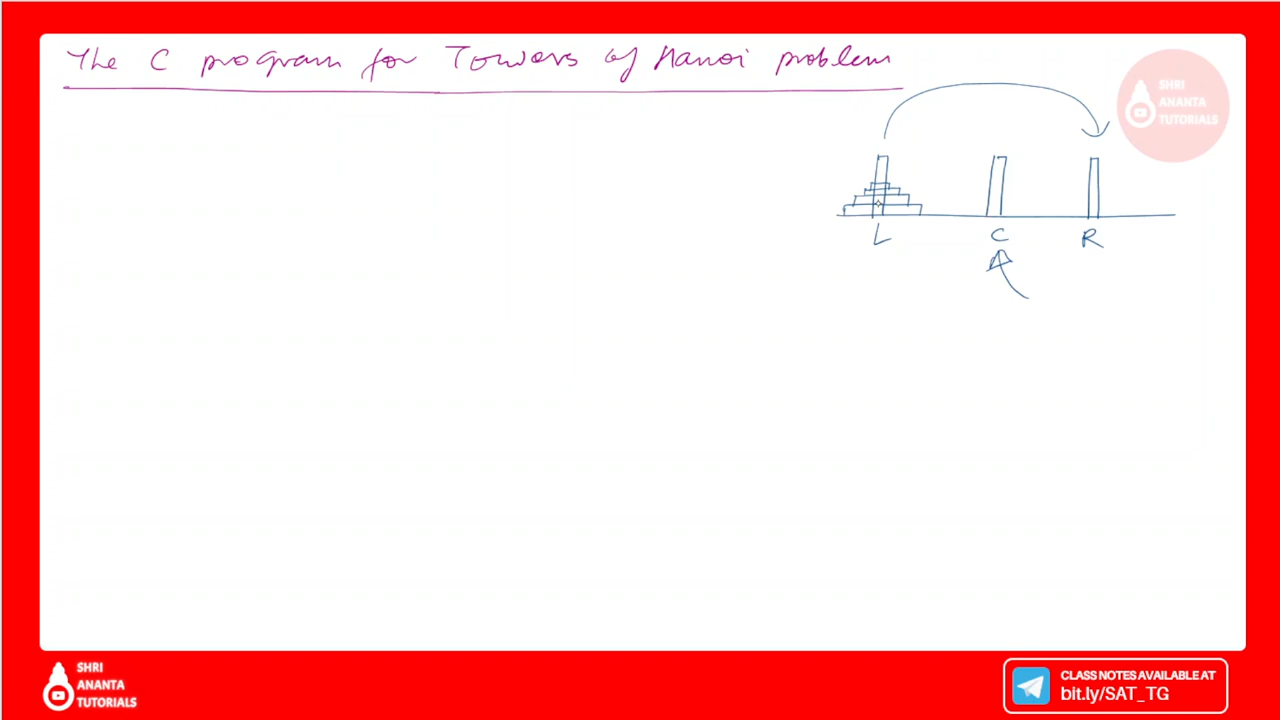 The C program for Towers of Hanoi problem
SHRI
ANANTA
TUTORIALS
L C R
SHRI
ANANTA
TUTORIALS
CLASS NOTES AVAILABLE AT
bit.ly/SAT_TG